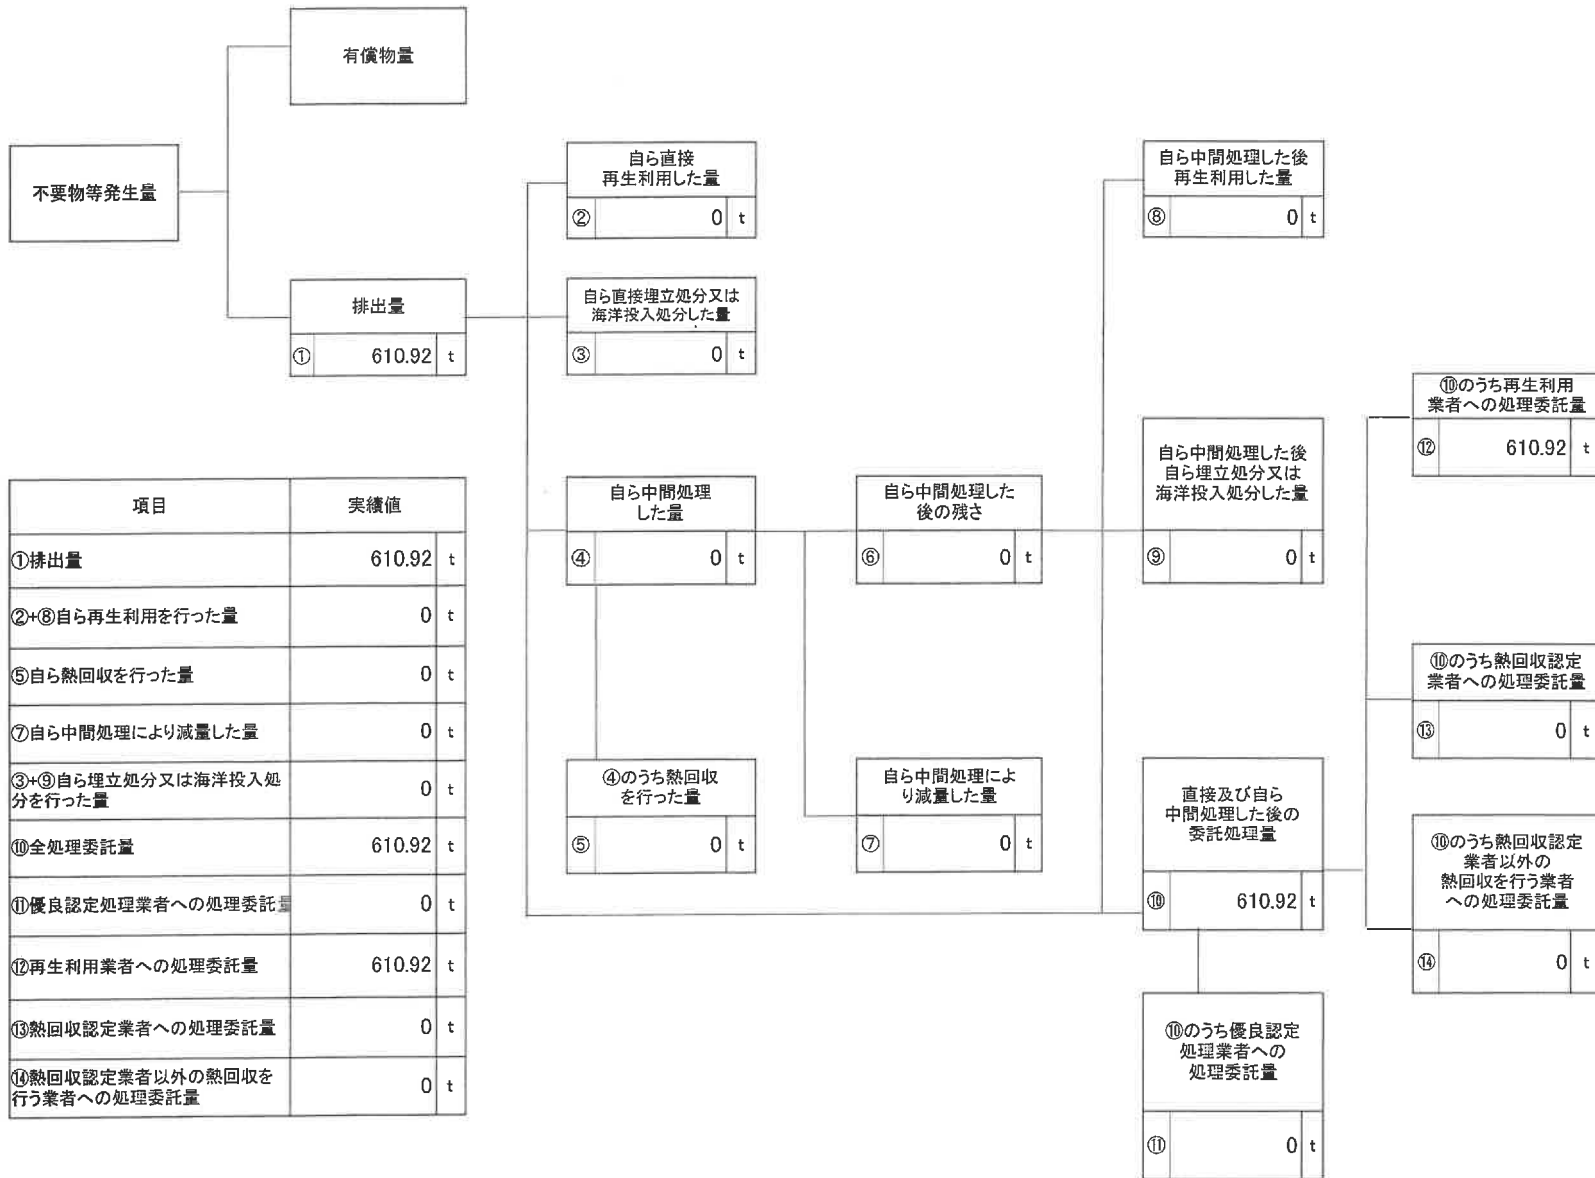 有償物量
不要物等発生量
排出量
① 610.92 t
自ら直接
再生利用した量
② 0 t
自ら直接埋立処分又は
海洋投入処分した量
③ 0 t
自ら中間処理
した量
④ 0 t
④のうち熱回収
を行った量
⑤ 0 t
自ら中間処理した
後の残さ
⑥ 0 t
自ら中間処理によ
り減量した量
⑦ 0 t
自ら中間処理した後
再生利用した量
⑧ 0 t
自ら中間処理した後
自ら埋立処分又は
海洋投入処分した量
⑨ 0 t
直接及び自ら
中間処理した後の
委託処理量
⑩ 610.92 t
⑩のうち優良認定
処理業者への
処理委託量
⑪ 0 t
⑩のうち再生利用
業者への処理委託量
⑫ 610.92 t
⑩のうち熱回収認定
業者への処理委託量
⑬ 0 t
⑩のうち熱回収認定
業者以外の
熱回収を行う業者
への処理委託量
⑭ 0 t
項目 実績値
①排出量 610.92 t
②+⑧自ら再生利用を行った量 0 t
⑤自ら熱回収を行った量 0 t
⑦自ら中間処理により減量した量 0 t
③+⑨自ら埋立処分又は海洋投入処
分を行った量 0 t
⑩全処理委託量 610.92 t
⑪優良認定処理業者への処理委託量 0 t
⑫再生利用業者への処理委託量 610.92 t
⑬熱回収認定業者への処理委託量 0 t
⑭熱回収認定業者以外の熱回収を
行う業者への処理委託量 0 t